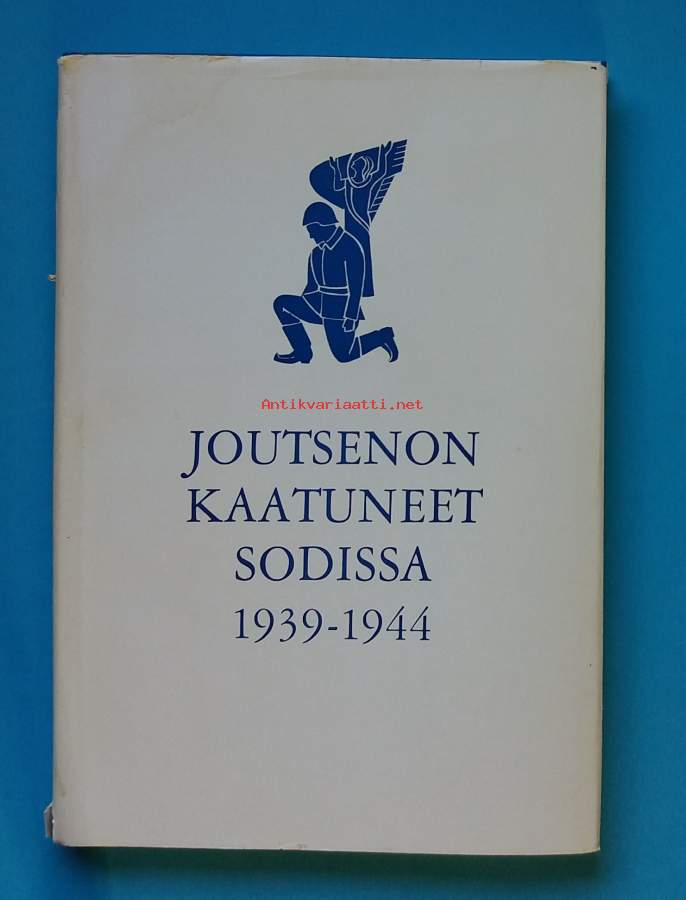 Antikvariaatti.net
JOUTSENON
KAATUNEET
SODISSA
1939-1944